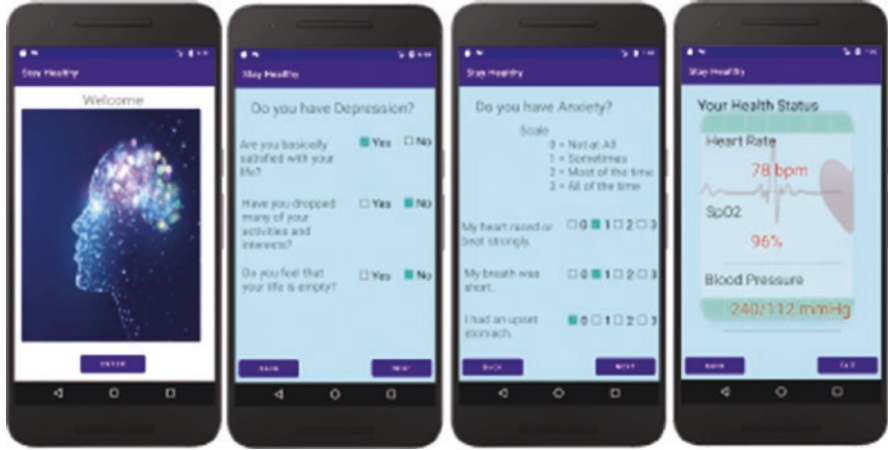 Stay Healthy
Welcome
Stay Healthy
Do you have Depression?
Are you basically
satisfied with your
life?
Yes No
Have you dropped
many of your
activities and
interests?
Yes No
Do you feel that
your life is empty?
Yes No
NEXT
Stay Healthy
Do you have Anxiety?
Scale
0 = Not at All
1 = Sometimes
2 = Most of the time
3 = All of the time
My heart raced or
beat strongly.
0 1 2 3
My breath was
short.
0 1 2 3
I had an upset
stomach.
0 1 2 3
BACK
NEXT
Stay Healthy
Your Health Status
Heart Rate
78 bpm
SpO2
96%
Blood Pressure
240/112 mmHg